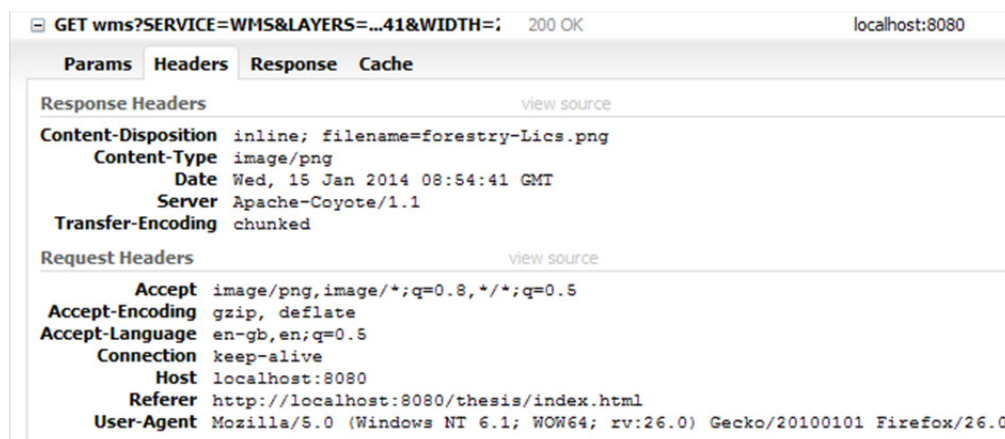 GET wms?SERVICE=WMS&LAYERS=...41&WIDTH=2 200 OK localhost:8080
Params Headers Response Cache
Response Headers view source
Content-Disposition inline; filename=forestry-Lics.png
Content-Type image/png
Date Wed, 15 Jan 2014 08:54:41 GMT
Server Apache-Coyote/1.1
Transfer-Encoding chunked
Request Headers view source
Accept image/png,image/*;q=0.8,*/*;q=0.5
Accept-Encoding gzip, deflate
Accept-Language en-gb,en;q=0.5
Connection keep-alive
Host localhost:8080
Referer http://localhost:8080/thesis/index.html
User-Agent Mozilla/5.0 (Windows NT 6.1; WOW64; rv:26.0) Gecko/20100101 Firefox/26.0